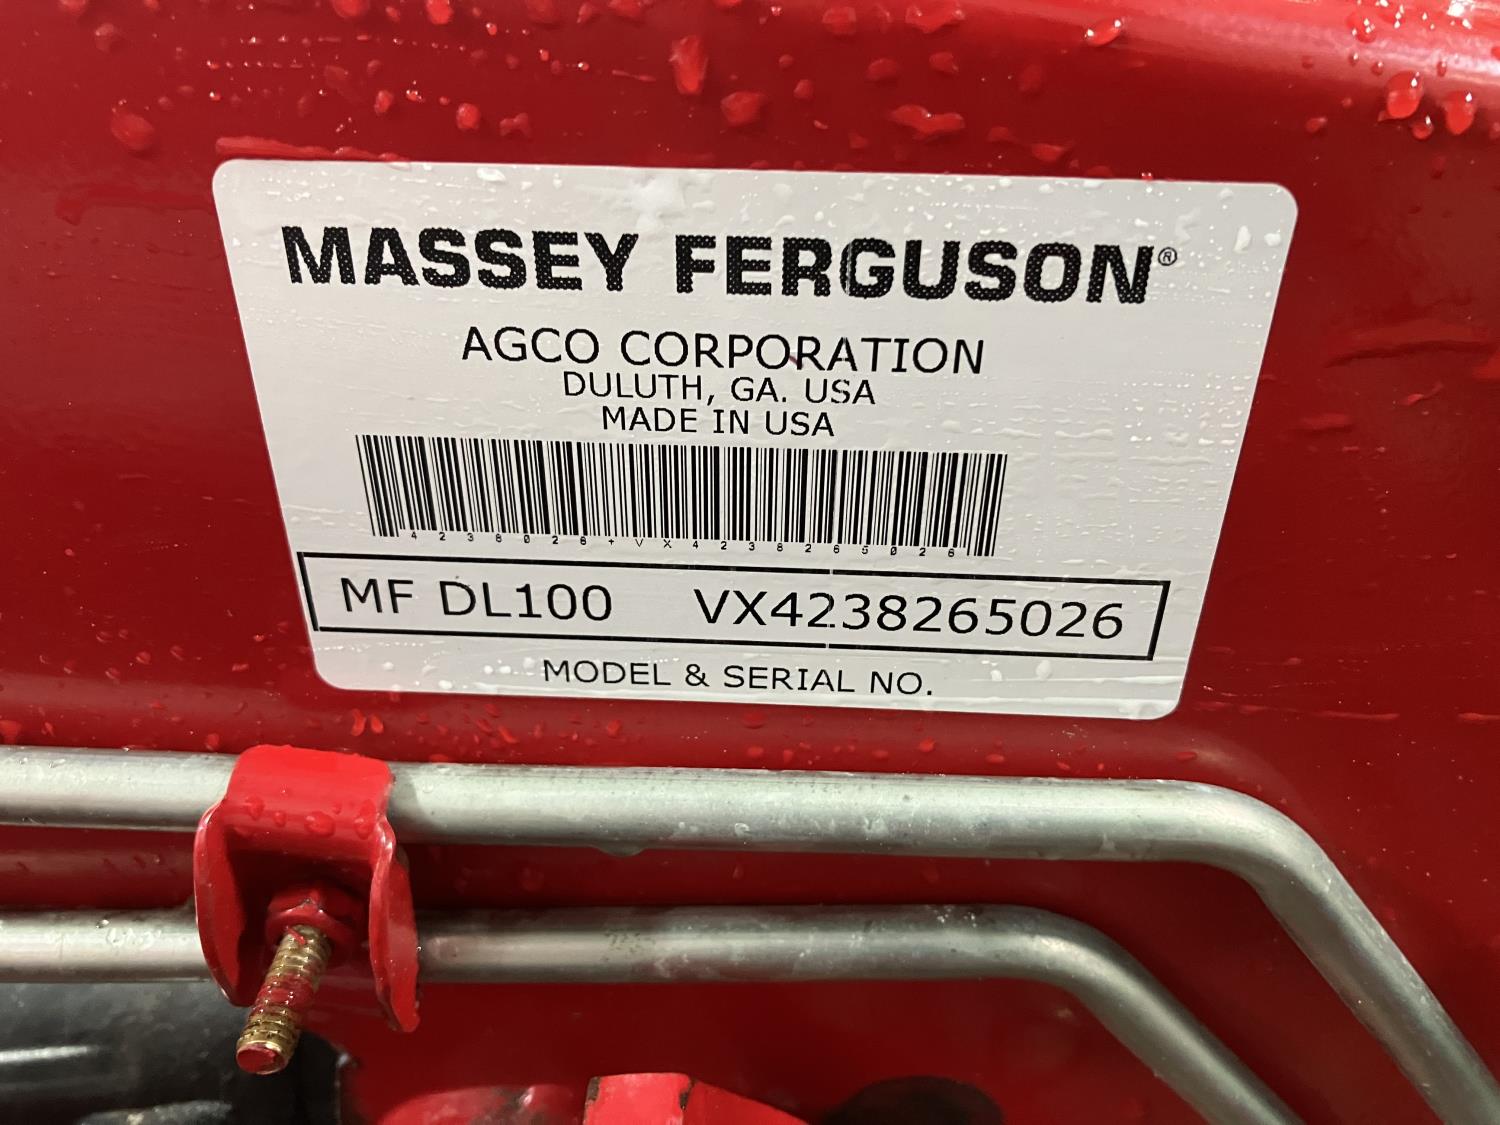 MASSEY FERGUSON®
AGCO CORPORATION
DULUTH, GA. USA
MADE IN USA
4238026+VX4238265026
MF DL100 VX4238265026
MODEL & SERIAL NO.